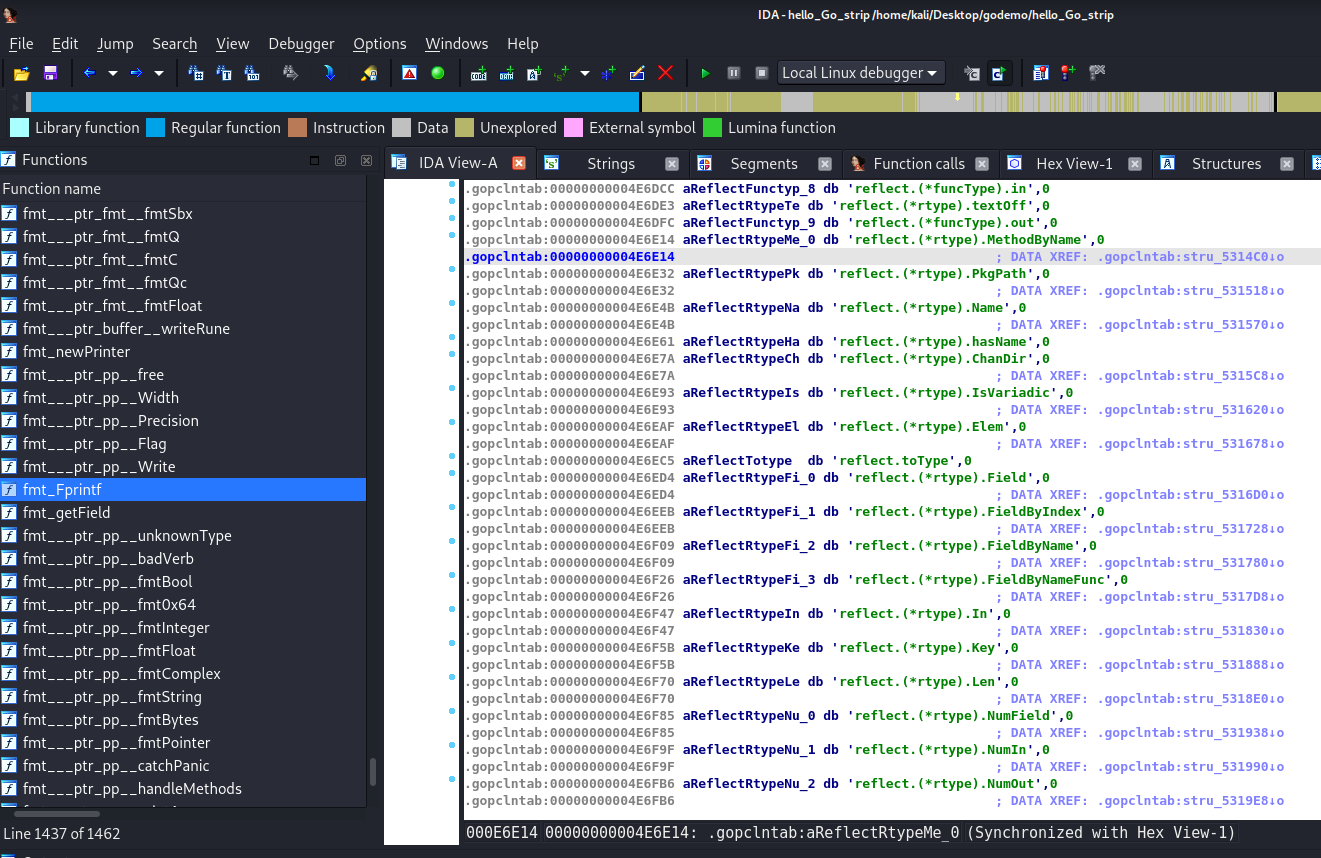 IDA - hello_Go_strip /home/kali/Desktop/godemo/hello_Go_strip
File Edit Jump Search View Debugger Options Windows Help
Local Linux debugger
Library function Regular function Instruction Data Unexplored External symbol Lumina function
Functions
Function name
fmt___ptr_fmt__fmtSbx
fmt___ptr_fmt__fmtQ
fmt___ptr_fmt__fmtC
fmt___ptr_fmt__fmtQc
fmt___ptr_fmt__fmtFloat
fmt___ptr_buffer__writeRune
fmt_newPrinter
fmt___ptr_pp__free
fmt___ptr_pp__Width
fmt___ptr_pp__Precision
fmt___ptr_pp__Flag
fmt___ptr_pp__Write
fmt_Fprintf
fmt_getField
fmt___ptr_pp__unknownType
fmt___ptr_pp__badVerb
fmt___ptr_pp__fmtBool
fmt___ptr_pp__fmt0x64
fmt___ptr_pp__fmtInteger
fmt___ptr_pp__fmtFloat
fmt___ptr_pp__fmtComplex
fmt___ptr_pp__fmtString
fmt___ptr_pp__fmtBytes
fmt___ptr_pp__fmtPointer
fmt___ptr_pp__catchPanic
fmt___ptr_pp__handleMethods
Line 1437 of 1462
IDA View-A Strings Segments Function calls Hex View-1 Structures
.gopclntab:00000000004E6DCC aReflectFunctyp_8 db 'reflect.(*funcType).in',0
.gopclntab:00000000004E6DE3 aReflectRtypeTe db 'reflect.(*rtype).textOff',0
.gopclntab:00000000004E6DFC aReflectFunctyp_9 db 'reflect.(*funcType).out',0
.gopclntab:00000000004E6E14 aReflectRtypeMe_0 db 'reflect.(*rtype).MethodByName',0
.gopclntab:00000000004E6E14 ; DATA XREF: .gopclntab:stru_5314C0↓o
.gopclntab:00000000004E6E32 aReflectRtypePk db 'reflect.(*rtype).PkgPath',0
.gopclntab:00000000004E6E32 ; DATA XREF: .gopclntab:stru_531518↓o
.gopclntab:00000000004E6E4B aReflectRtypeNa db 'reflect.(*rtype).Name',0
.gopclntab:00000000004E6E4B ; DATA XREF: .gopclntab:stru_531570↓o
.gopclntab:00000000004E6E61 aReflectRtypeHa db 'reflect.(*rtype).hasName',0
.gopclntab:00000000004E6E7A aReflectRtypeCh db 'reflect.(*rtype).ChanDir',0
.gopclntab:00000000004E6E7A ; DATA XREF: .gopclntab:stru_5315C8↓o
.gopclntab:00000000004E6E93 aReflectRtypeIs db 'reflect.(*rtype).IsVariadic',0
.gopclntab:00000000004E6E93 ; DATA XREF: .gopclntab:stru_531620↓o
.gopclntab:00000000004E6EAF aReflectRtypeEl db 'reflect.(*rtype).Elem',0
.gopclntab:00000000004E6EAF ; DATA XREF: .gopclntab:stru_531678↓o
.gopclntab:00000000004E6EC5 aReflectTotype db 'reflect.toType',0
.gopclntab:00000000004E6ED4 aReflectRtypeFi_0 db 'reflect.(*rtype).Field',0
.gopclntab:00000000004E6ED4 ; DATA XREF: .gopclntab:stru_5316D0↓o
.gopclntab:00000000004E6EEB aReflectRtypeFi_1 db 'reflect.(*rtype).FieldByIndex',0
.gopclntab:00000000004E6EEB ; DATA XREF: .gopclntab:stru_531728↓o
.gopclntab:00000000004E6F09 aReflectRtypeFi_2 db 'reflect.(*rtype).FieldByName',0
.gopclntab:00000000004E6F09 ; DATA XREF: .gopclntab:stru_531780↓o
.gopclntab:00000000004E6F26 aReflectRtypeFi_3 db 'reflect.(*rtype).FieldByNameFunc',0
.gopclntab:00000000004E6F26 ; DATA XREF: .gopclntab:stru_5317D8↓o
.gopclntab:00000000004E6F47 aReflectRtypeIn db 'reflect.(*rtype).In',0
.gopclntab:00000000004E6F47 ; DATA XREF: .gopclntab:stru_531830↓o
.gopclntab:00000000004E6F5B aReflectRtypeKe db 'reflect.(*rtype).Key',0
.gopclntab:00000000004E6F5B ; DATA XREF: .gopclntab:stru_531888↓o
.gopclntab:00000000004E6F70 aReflectRtypeLe db 'reflect.(*rtype).Len',0
.gopclntab:00000000004E6F70 ; DATA XREF: .gopclntab:stru_5318E0↓o
.gopclntab:00000000004E6F85 aReflectRtypeNu_0 db 'reflect.(*rtype).NumField',0
.gopclntab:00000000004E6F85 ; DATA XREF: .gopclntab:stru_531938↓o
.gopclntab:00000000004E6F9F aReflectRtypeNu_1 db 'reflect.(*rtype).NumIn',0
.gopclntab:00000000004E6F9F ; DATA XREF: .gopclntab:stru_531990↓o
.gopclntab:00000000004E6FB6 aReflectRtypeNu_2 db 'reflect.(*rtype).NumOut',0
.gopclntab:00000000004E6FB6 ; DATA XREF: .gopclntab:stru_5319E8↓o
000E6E14 00000000004E6E14: .gopclntab:aReflectRtypeMe_0 (Synchronized with Hex View-1)